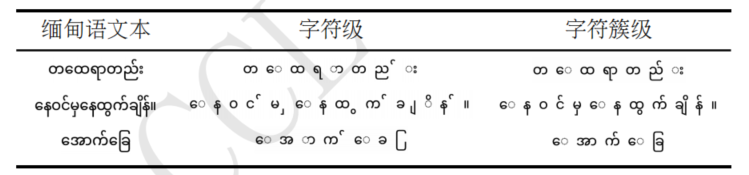 缅甸语文本 字符级 字符簇级
တထေရာတည်း တ ေ ထ ရ ာ တ ည ် း တ ေ ထ ရာ တ ည် း
နေဝင်မှနေထွက်ချိန်။ ေ န ဝ င ် မ ှ ေ န ထ ွ က ် ခ ျ ိ န ် ။ ေ န ဝ င် မှ ေ န ထွ က် ချိ န် ။
အောက်ခြေ ေ အ ာ က ် ေ ခ ြ ေ အာ က် ေ ခြ
CCL